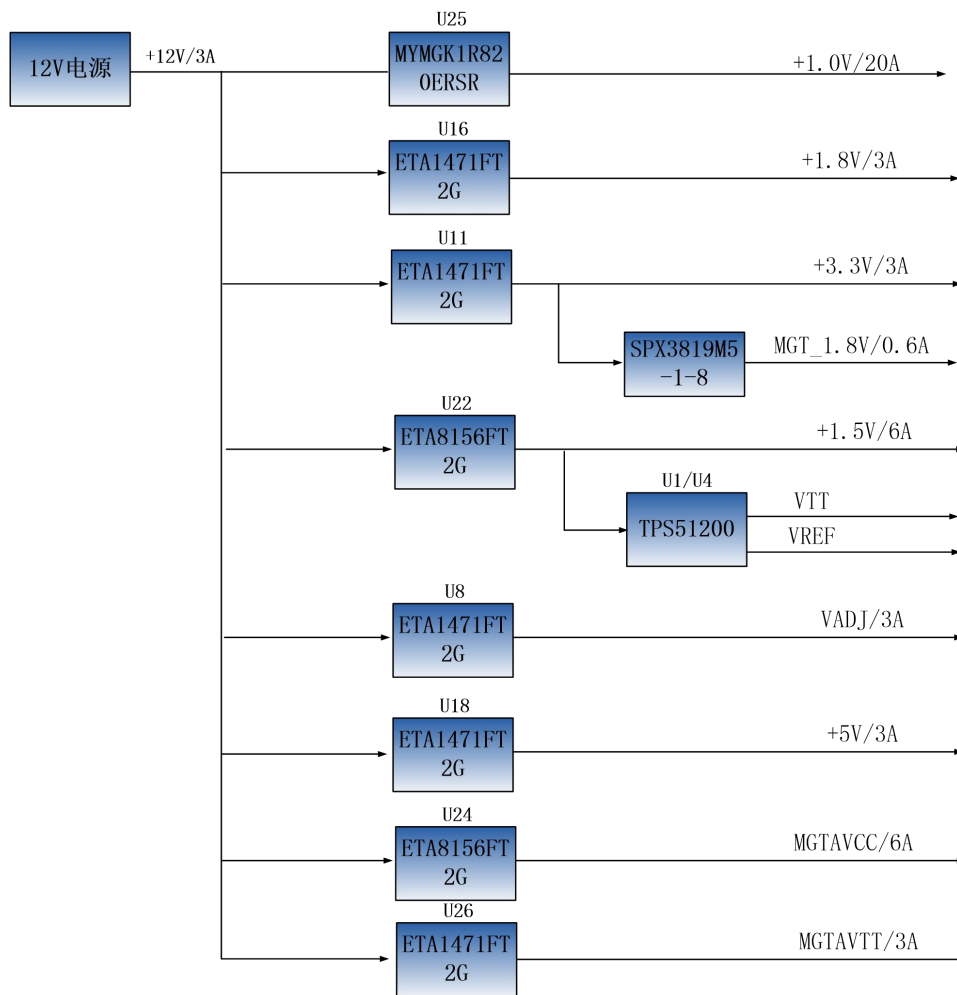 U25
12V电源
+12V/3A
MYMGK1R82
0ERSR
+1.0V/20A
U16
ETA1471FT
2G
+1.8V/3A
U11
ETA1471FT
2G
+3.3V/3A
SPX3819M5
-1-8
MGT_1.8V/0.6A
U22
ETA8156FT
2G
+1.5V/6A
U1/U4
TPS51200
VTT
VREF
U8
ETA1471FT
2G
VADJ/3A
U18
ETA1471FT
2G
+5V/3A
U24
ETA8156FT
2G
MGTAVCC/6A
U26
ETA1471FT
2G
MGTAVTT/3A